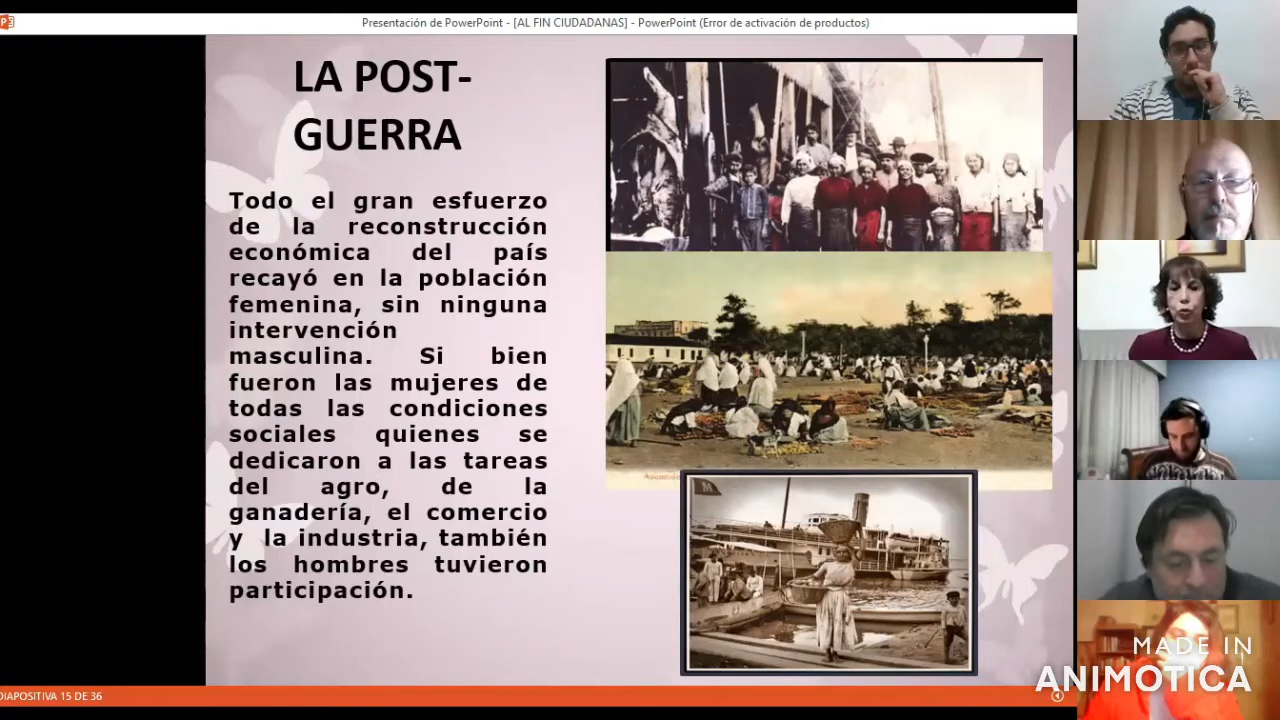 Presentación de PowerPoint - [AL FIN CIUDADANAS] - PowerPoint (Error de activación de productos)
LA POST-
GUERRA
Todo el gran esfuerzo
de la reconstrucción
económica del país
recayó en la población
femenina, sin ninguna
intervención
masculina. Si bien
fueron las mujeres de
todas las condiciones
sociales quienes se
dedicaron a las tareas
del agro, de la
ganadería, el comercio
y la industria, también
los hombres tuvieron
participación.
M
DIAPOSITIVA 15 DE 36
MADE IN
ANIMOTICA